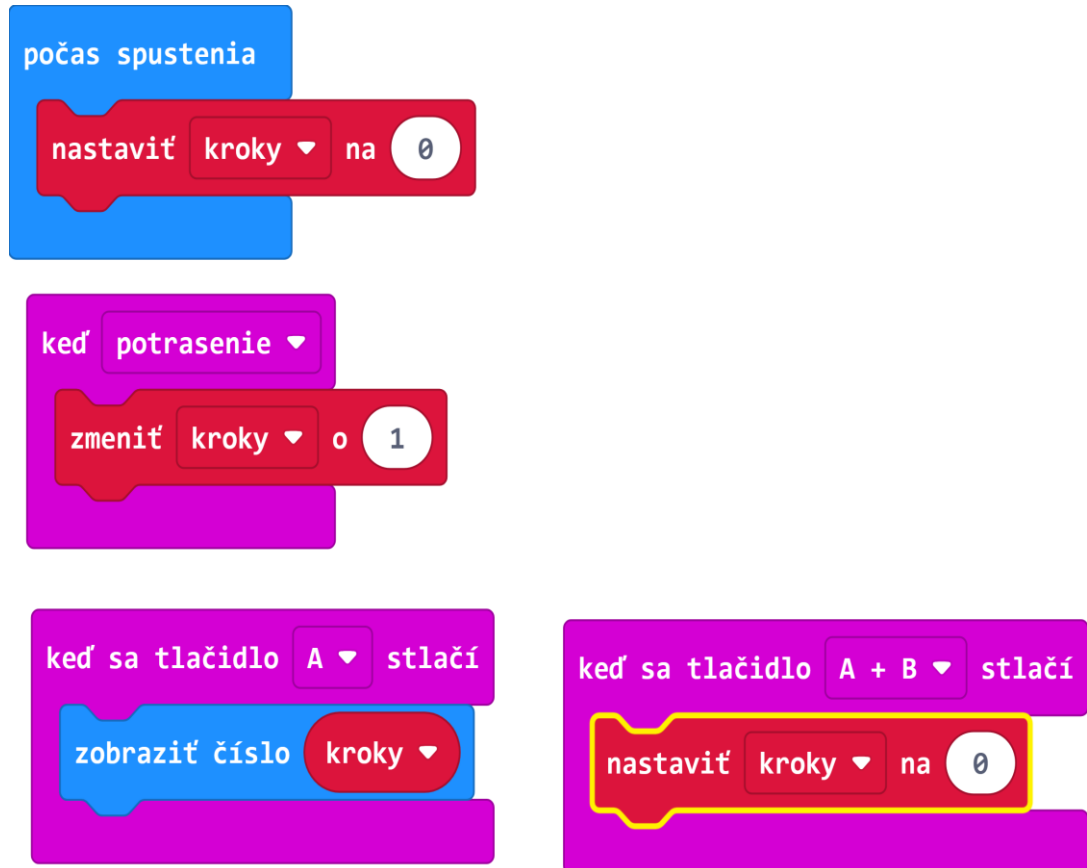 počas spustenia
nastaviť kroky na 0
keď potrasenie
zmeniť kroky o 1
keď sa tlačidlo A stlačí
zobraziť číslo kroky
keď sa tlačidlo A + B stlačí
nastaviť kroky na 0